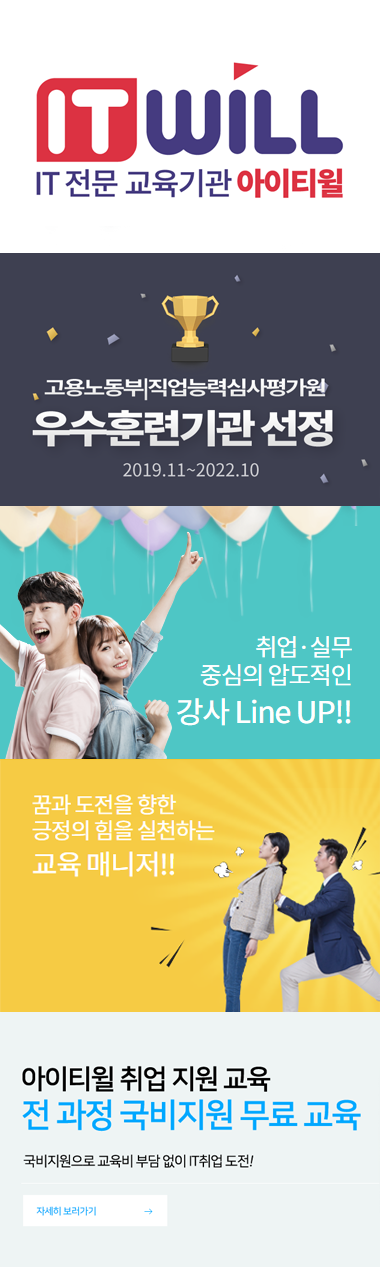 ITWILL
IT 전문 교육기관 아이티윌
고용노동부|직업능력심사평가원
우수훈련기관 선정
2019.11~2022.10
취업·실무
중심의 압도적인
강사 Line UP!!
꿈과 도전을 향한
긍정의 힘을 실천하는
교육 매니저!!
아이티윌 취업 지원 교육
전 과정 국비지원 무료 교육
국비지원으로 교육비 부담 없이 IT취업 도전!
자세히 보러가기 →